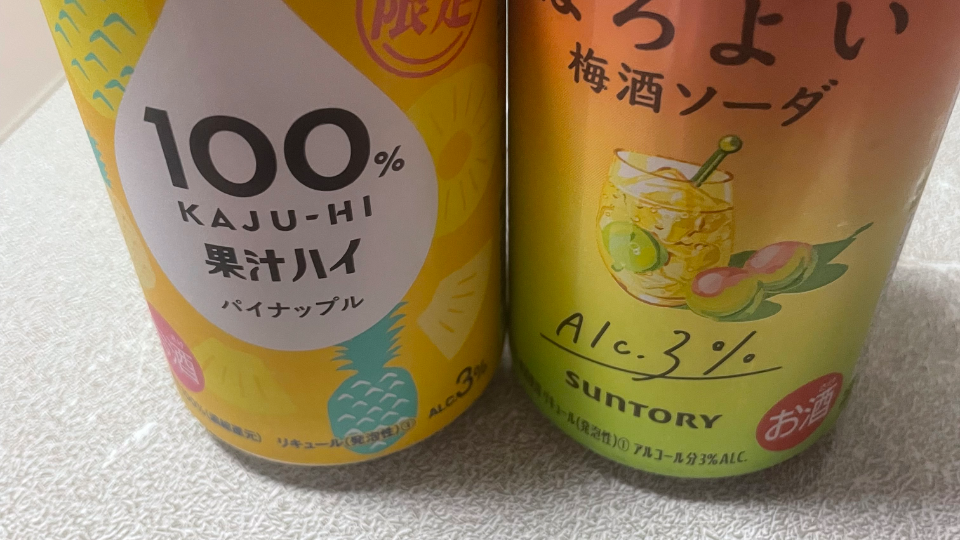 限定
100%
KAJU-HI
果汁ハイ
パイナップル
酒
リキュール(発泡性)①
ALC.3%
ろよい
梅酒ソーダ
Alc.3%
SUNTORY
お酒
リキュール(発泡性)① アルコール分3%ALC.